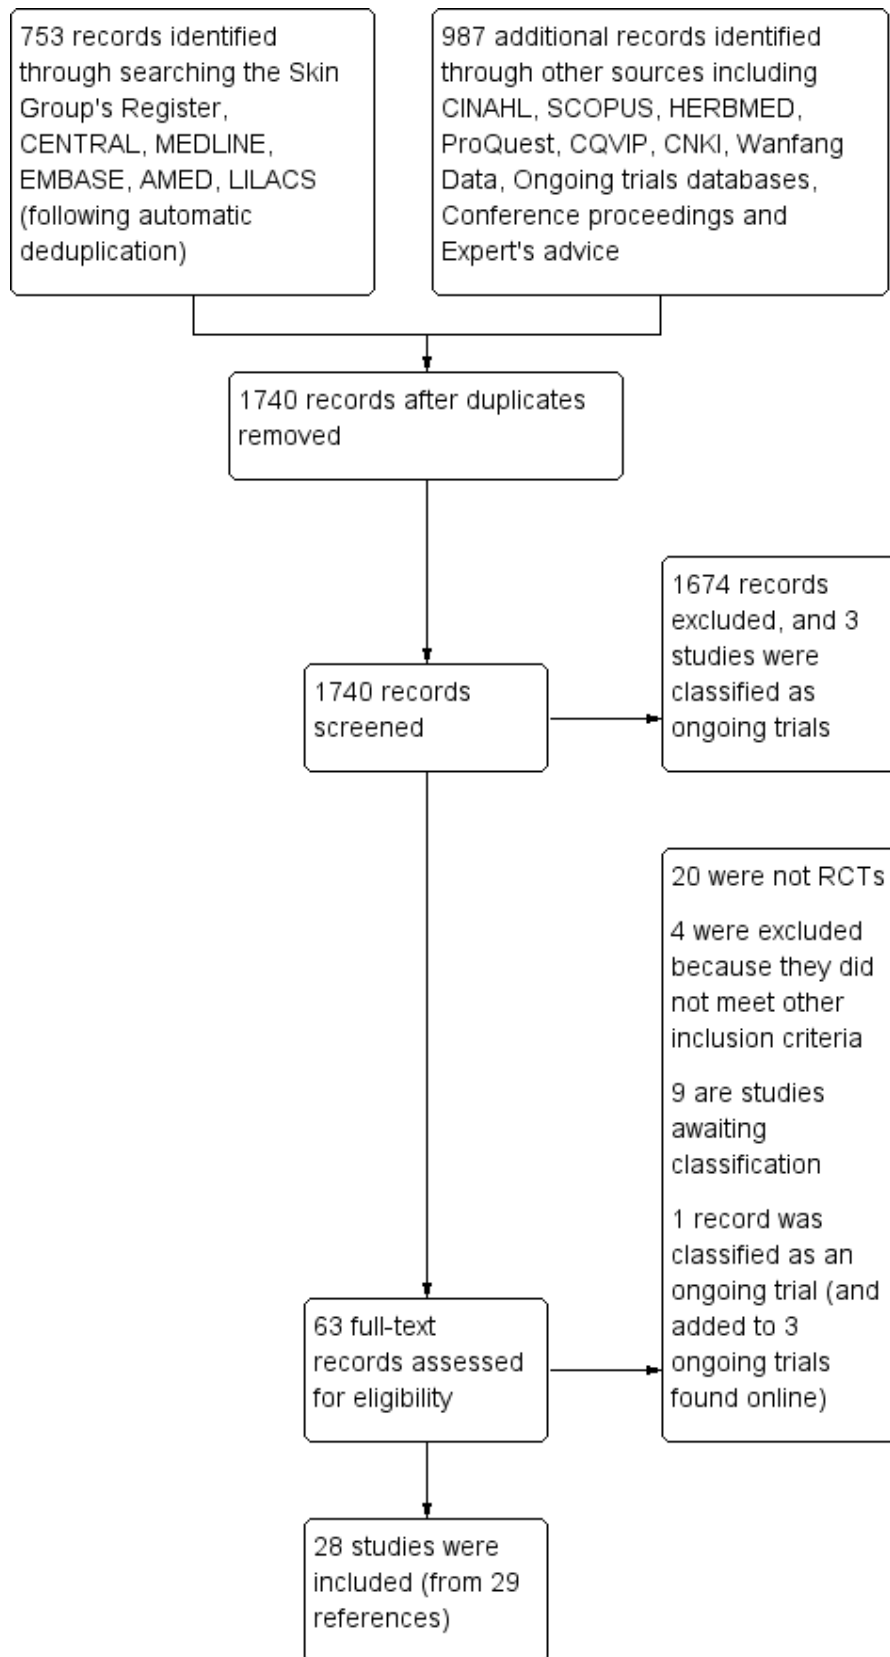 753 records identified
through searching the Skin
Group's Register,
CENTRAL, MEDLINE,
EMBASE, AMED, LILACS
(following automatic
deduplication)
987 additional records identified
through other sources including
CINAHL, SCOPUS, HERBMED,
ProQuest, CQVIP, CNKI, Wanfang
Data, Ongoing trials databases,
Conference proceedings and
Expert's advice
1740 records after duplicates
removed
1740 records
screened
1674 records
excluded, and 3
studies were
classified as
ongoing trials
63 full-text
records assessed
for eligibility
20 were not RCTs
4 were excluded
because they did
not meet other
inclusion criteria
9 are studies
awaiting
classification
1 record was
classified as an
ongoing trial (and
added to 3
ongoing trials
found online)
28 studies were
included (from 29
references)